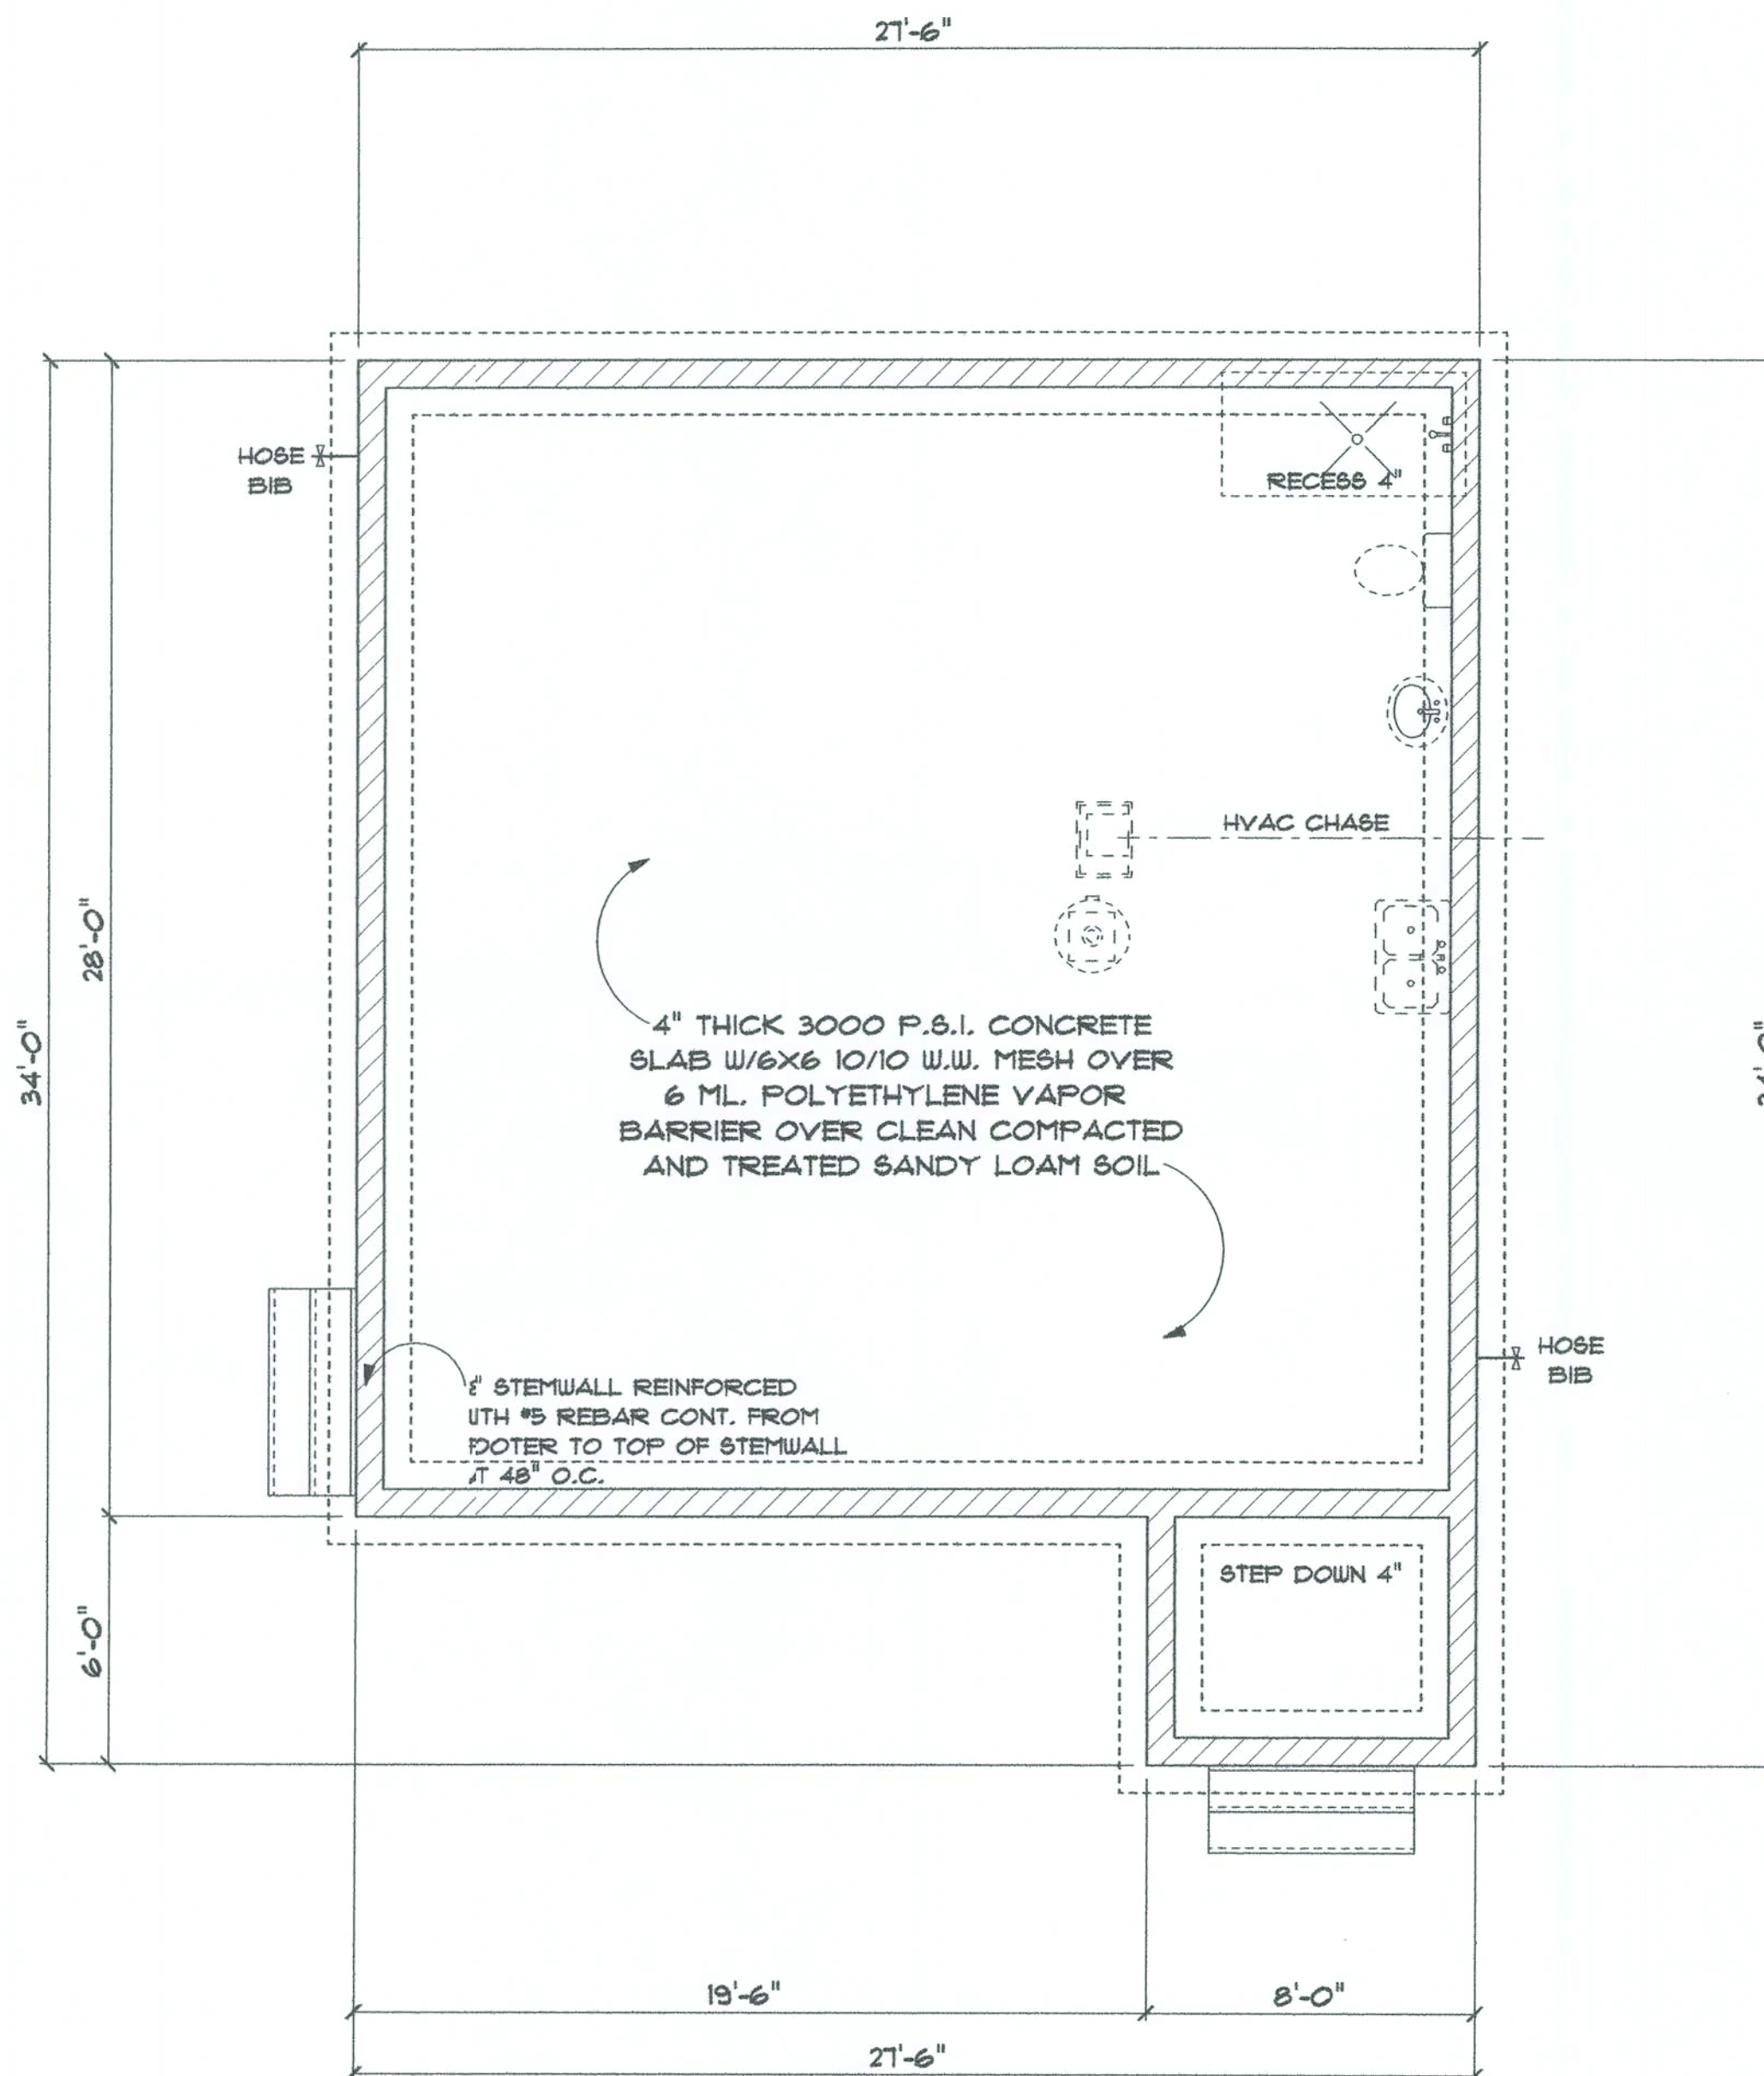 27'-6"
HOSE
BIB
RECESS 4"
HVAC CHASE
28'-0"
34'-0"
4" THICK 3000 P.S.I. CONCRETE
SLAB W/6X6 10/10 W.W. MESH OVER
6 ML. POLYETHYLENE VAPOR
BARRIER OVER CLEAN COMPACTED
AND TREATED SANDY LOAM SOIL
HOSE
BIB
STEMWALL REINFORCED
#5 REBAR CONT. FROM
TO TOP OF STEMWALL
48" O.C.
STEP DOWN 4"
6'-0"
19'-6"
8'-0"
27'-6"